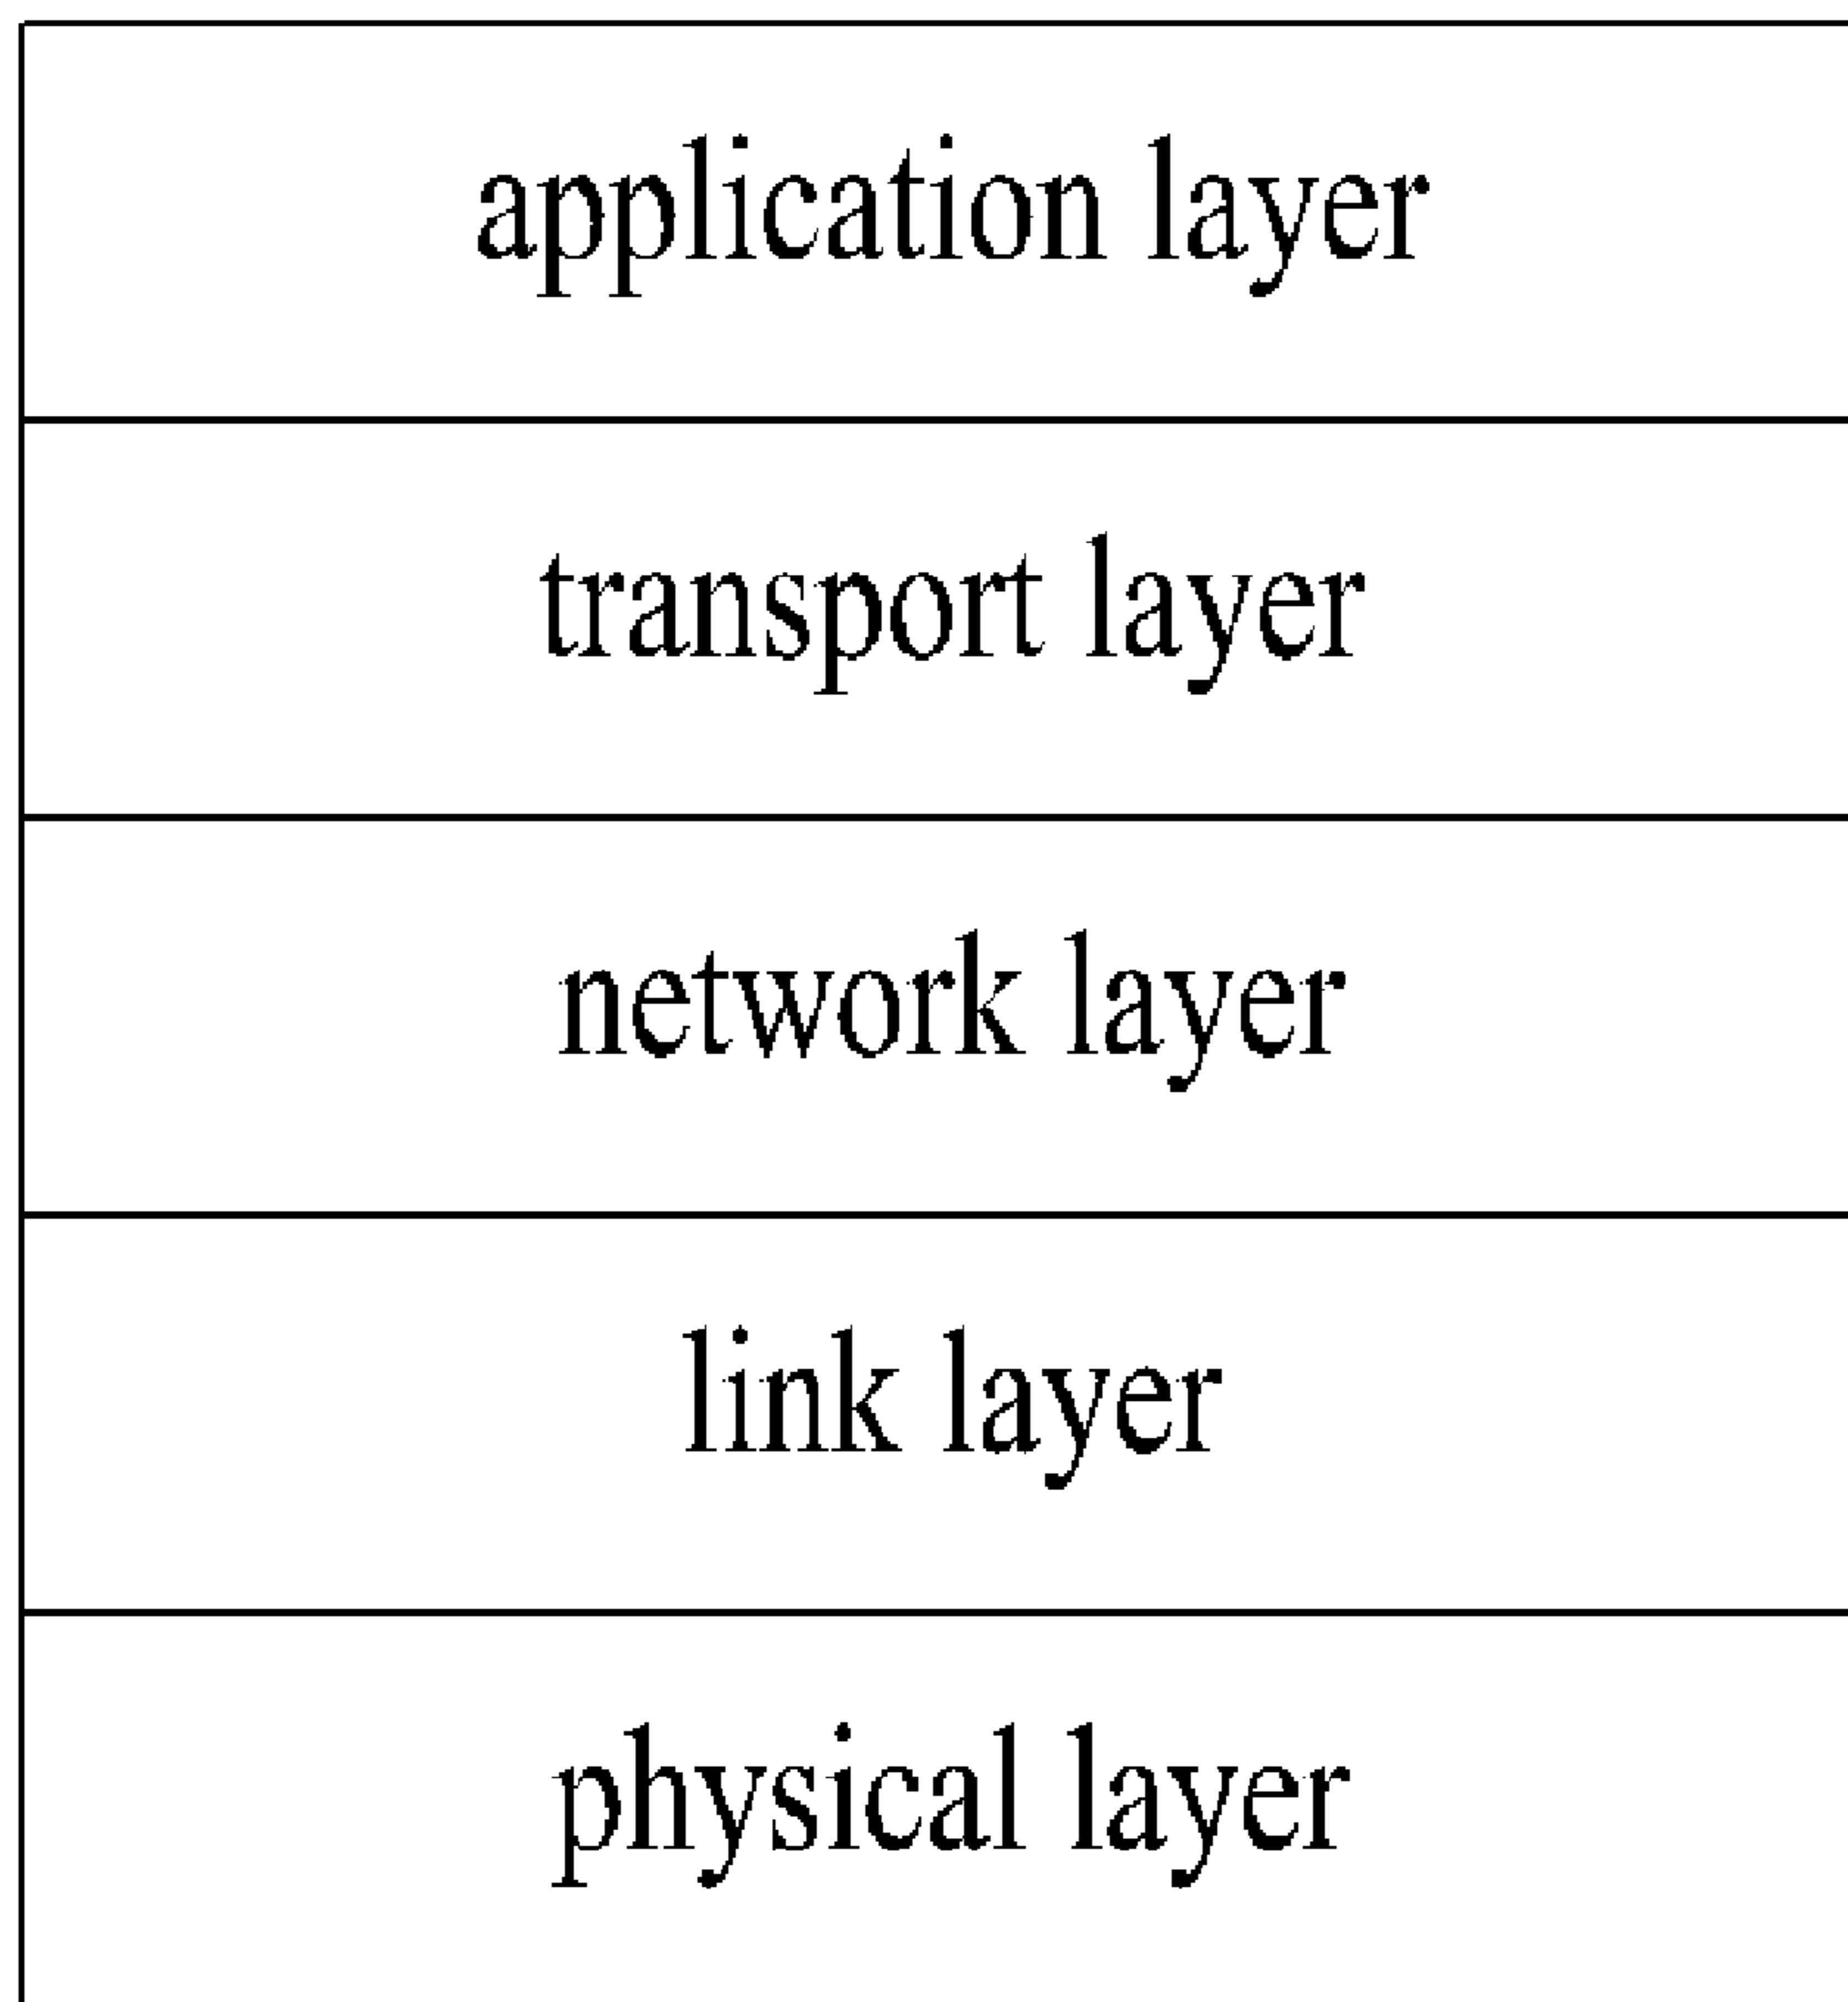 application layer
transport layer
network layer
link layer
physical layer